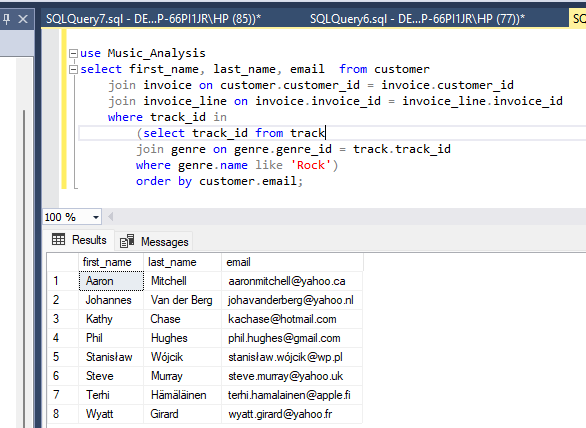 SQLQuery7.sql - DE...P-66PI1JR\HP (85))*
SQLQuery6.sql - DE...P-66PI1JR\HP (77))*
SQ
use Music_Analysis
select first_name, last_name, email  from customer
join invoice on customer.customer_id = invoice.customer_id
join invoice_line on invoice.invoice_id = invoice_line.invoice_id
where track_id in
(select track_id from track
join genre on genre.genre_id = track.track_id
where genre.name like 'Rock')
order by customer.email;
100 %
Results
Messages
first_name last_name email
1 Aaron Mitchell aaronmitchell@yahoo.ca
2 Johannes Van der Berg johavanderberg@yahoo.nl
3 Kathy Chase kachase@hotmail.com
4 Phil Hughes phil.hughes@gmail.com
5 Stanisław Wójcik stanisław.wójcik@wp.pl
6 Steve Murray steve.murray@yahoo.uk
7 Terhi Hämäläinen terhi.hamalainen@apple.fi
8 Wyatt Girard wyatt.girard@yahoo.fr